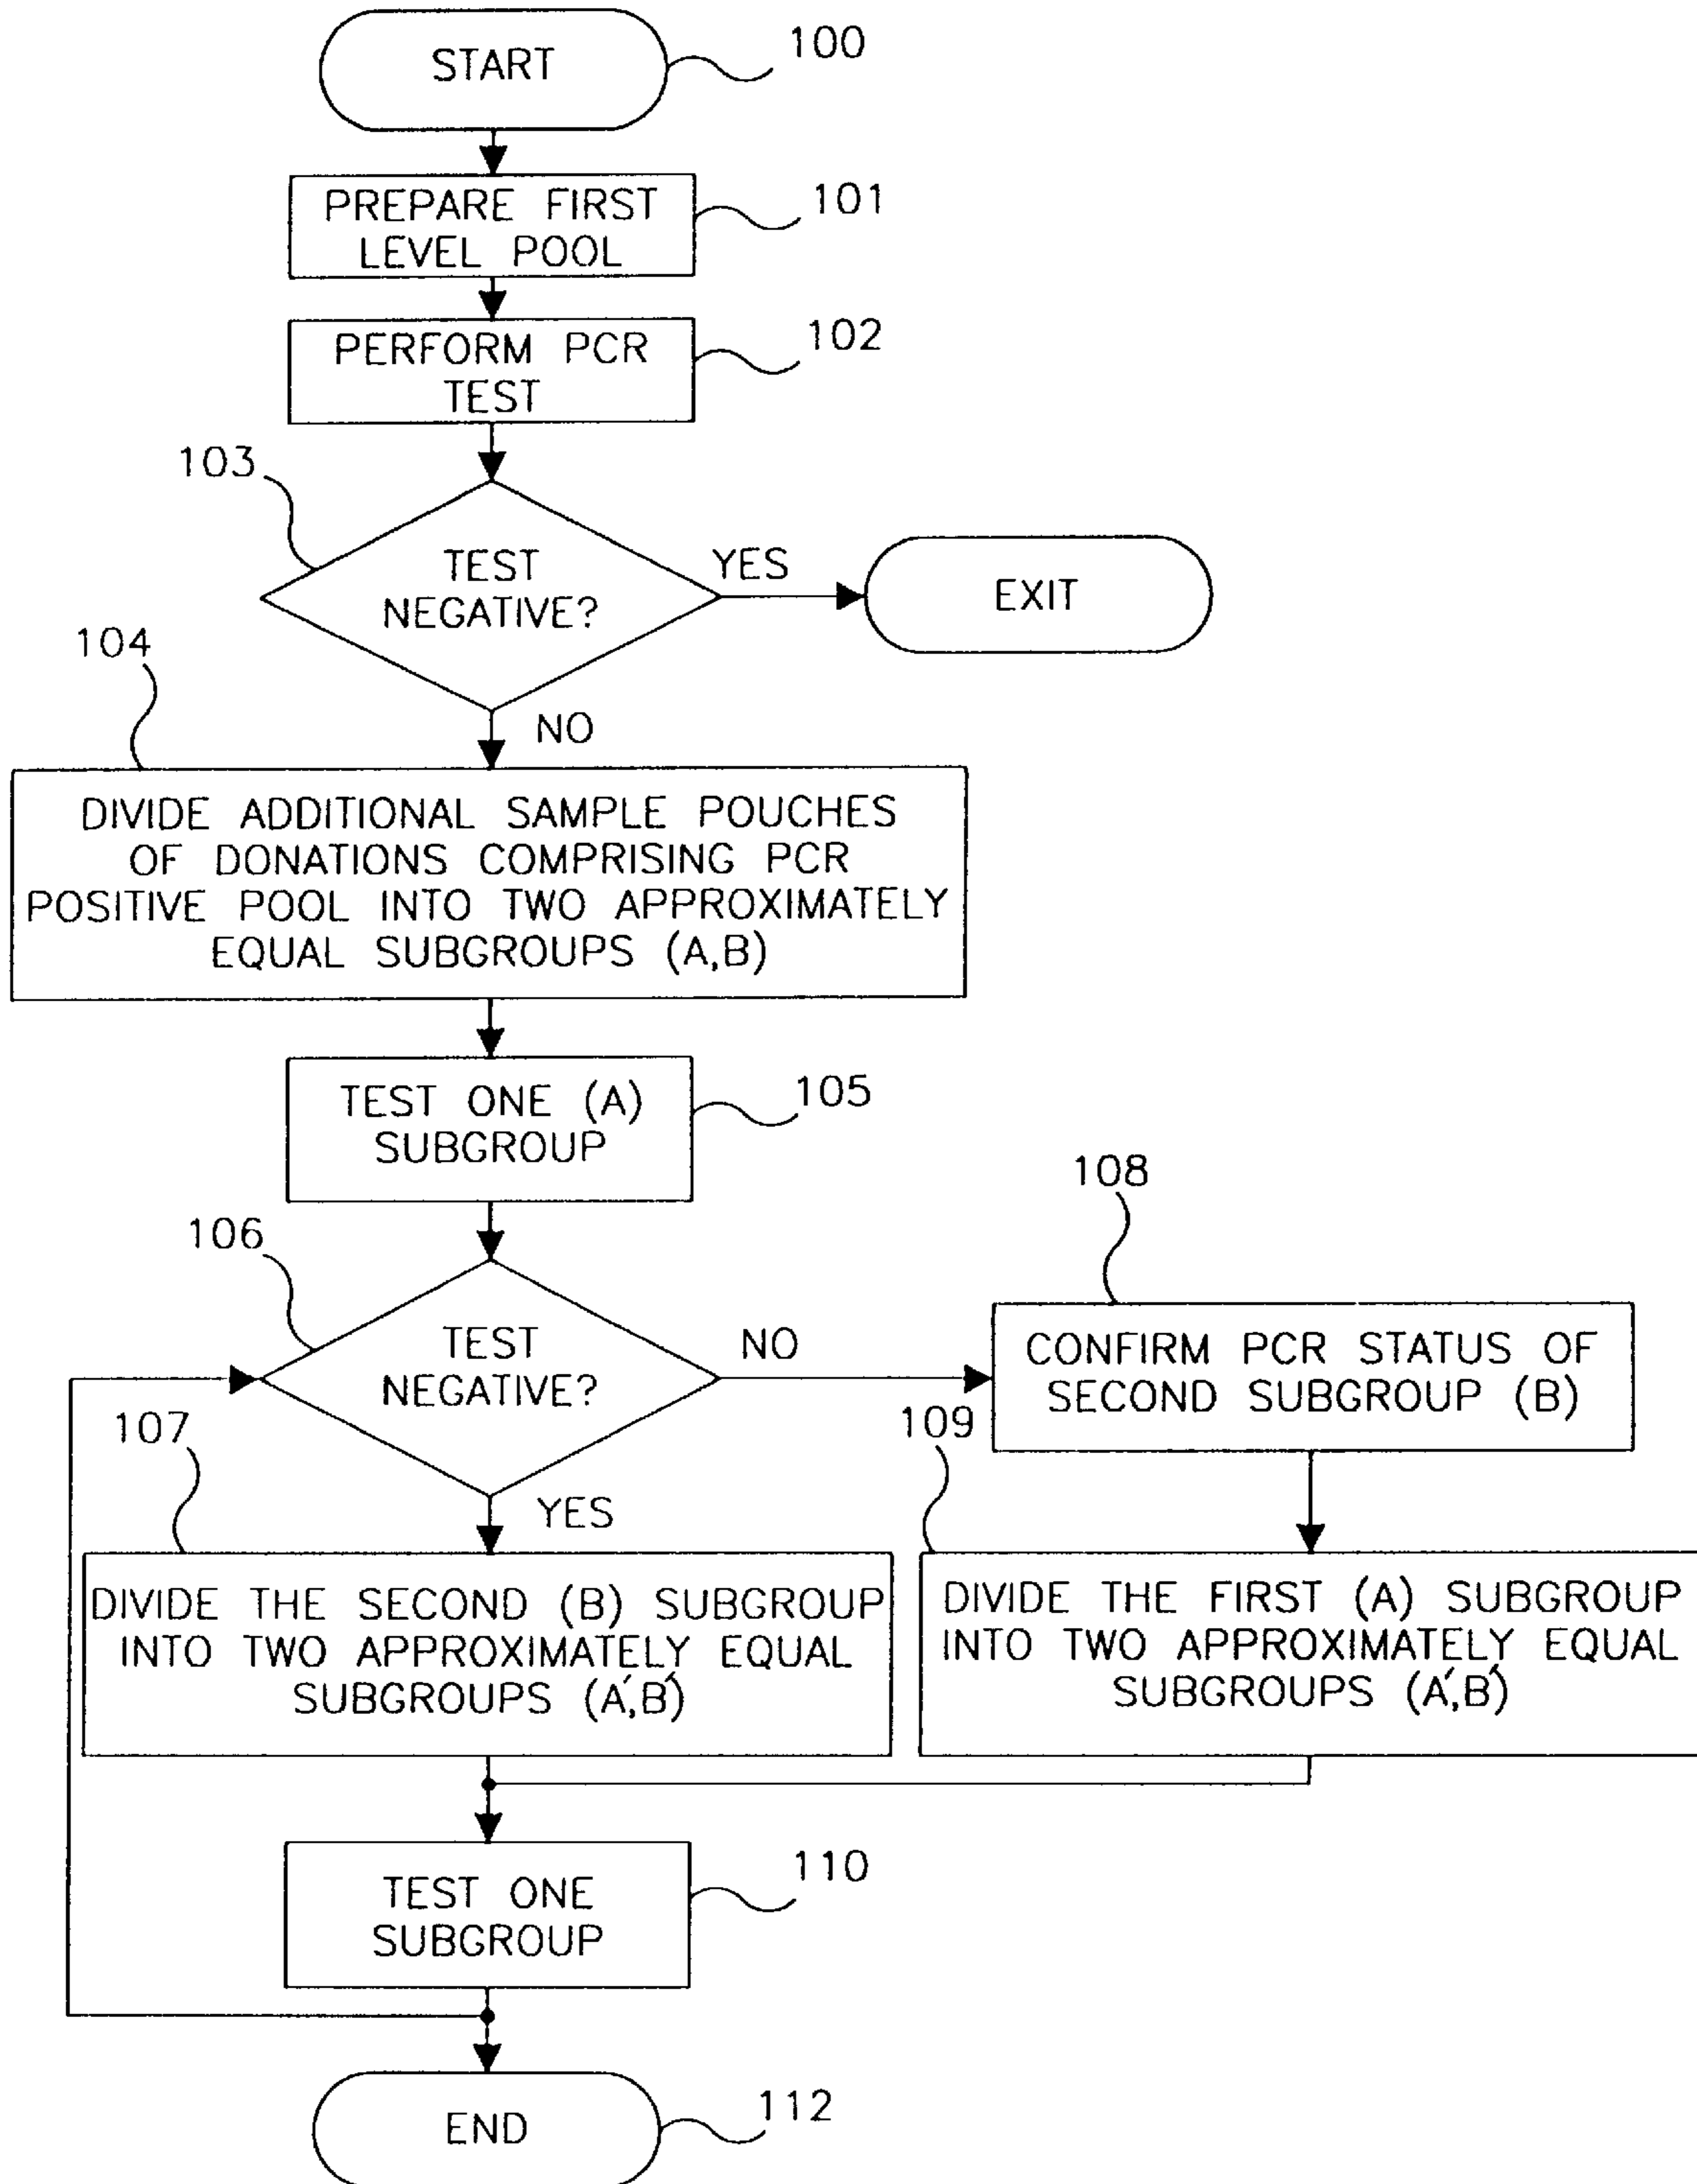 START
100
PREPARE FIRST
LEVEL POOL
101
PERFORM PCR
TEST
102
103
TEST
NEGATIVE?
YES
EXIT
NO
104
DIVIDE ADDITIONAL SAMPLE POUCHES
OF DONATIONS COMPRISING PCR
POSITIVE POOL INTO TWO APPROXIMATELY
EQUAL SUBGROUPS (A,B)
TEST ONE (A)
SUBGROUP
105
106
TEST
NEGATIVE?
NO
108
CONFIRM PCR STATUS OF
SECOND SUBGROUP (B)
YES
107
DIVIDE THE SECOND (B) SUBGROUP
INTO TWO APPROXIMATELY EQUAL
SUBGROUPS (A',B')
109
DIVIDE THE FIRST (A) SUBGROUP
INTO TWO APPROXIMATELY EQUAL
SUBGROUPS (A',B')
TEST ONE
SUBGROUP
110
END
112